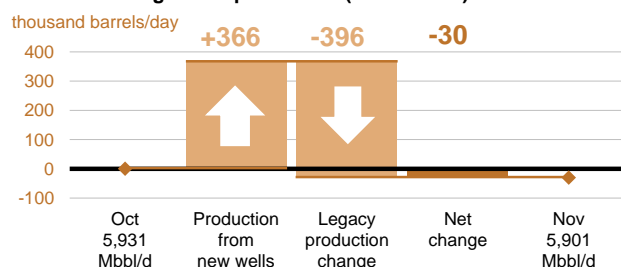 thousand barrels/day
+366 -396 -30
400
300
200
100
0
-100
Oct
5,931
Mbbl/d
Production
from
new wells
Legacy
production
change
Net
change
Nov
5,901
Mbbl/d